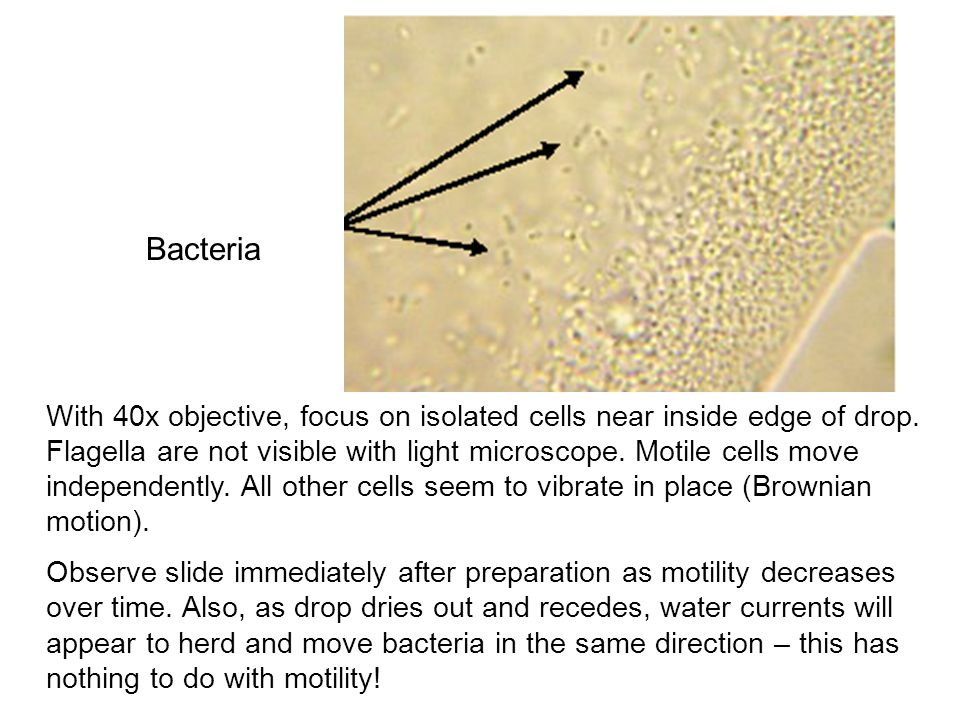 Bacteria
With 40x objective, focus on isolated cells near inside edge of drop.
Flagella are not visible with light microscope. Motile cells move
independently. All other cells seem to vibrate in place (Brownian
motion).
Observe slide immediately after preparation as motility decreases
over time. Also, as drop dries out and recedes, water currents will
appear to herd and move bacteria in the same direction – this has
nothing to do with motility!